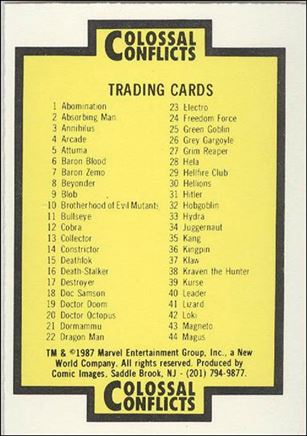 COLOSSAL
CONFLICTS
TRADING CARDS
1 Abomination
2 Absorbing Man
3 Annihilus
4 Arcade
5 Attuma
6 Baron Blood
7 Baron Zemo
8 Beyonder
9 Blob
10 Brotherhood of Evil Mutants
11 Bullseye
12 Cobra
13 Collector
14 Constrictor
15 Deathlok
16 Death-Stalker
17 Destroyer
18 Doc Samson
19 Doctor Doom
20 Doctor Octopus
21 Dormammu
22 Dragon Man
23 Electro
24 Freedom Force
25 Green Goblin
26 Grey Gargoyle
27 Grim Reaper
28 Hela
29 Hellfire Club
30 Hellions
31 Hitler
32 Hobgoblin
33 Hydra
34 Juggernaut
35 Kang
36 Kingpin
37 Klaw
38 Kraven the Hunter
39 Kurse
40 Leader
41 Lizard
42 Loki
43 Magneto
44 Magus
TM & ©1987 Marvel Entertainment Group, Inc., a New
World Company. All rights reserved. Produced by
Comic Images, Saddle Brook, NJ - (201) 794-9877.
COLOSSAL
CONFLICTS